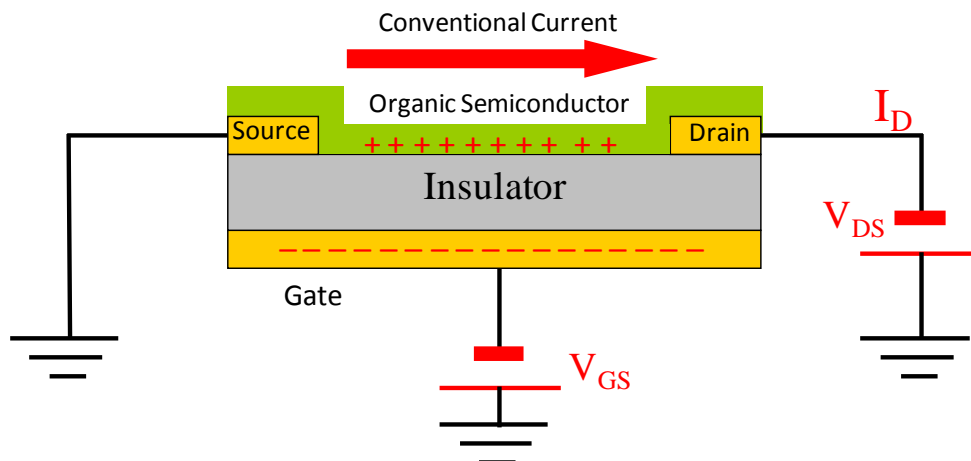 Conventional Current
Organic Semiconductor
I_D
Source
Drain
+ + + + + + + + + +
Insulator
V_DS
– – – – – – – – – – – – – – – – – –
Gate
V_GS